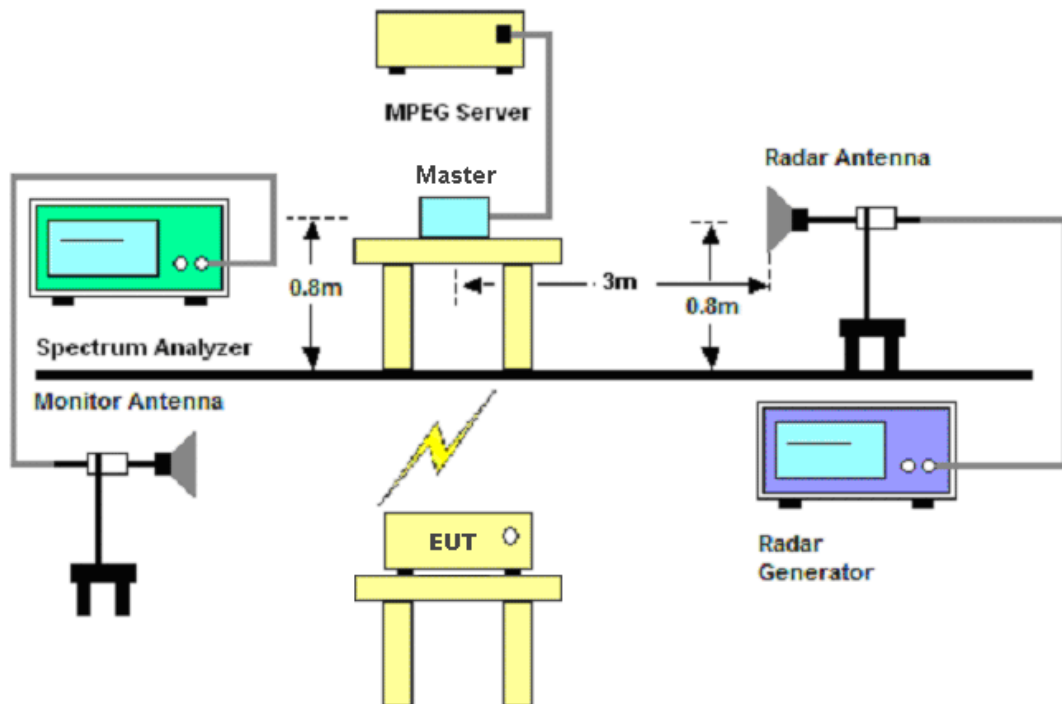 MPEG Server
Master
Radar Antenna
0.8m
3m
0.8m
Spectrum Analyzer
Monitor Antenna
EUT
Radar
Generator